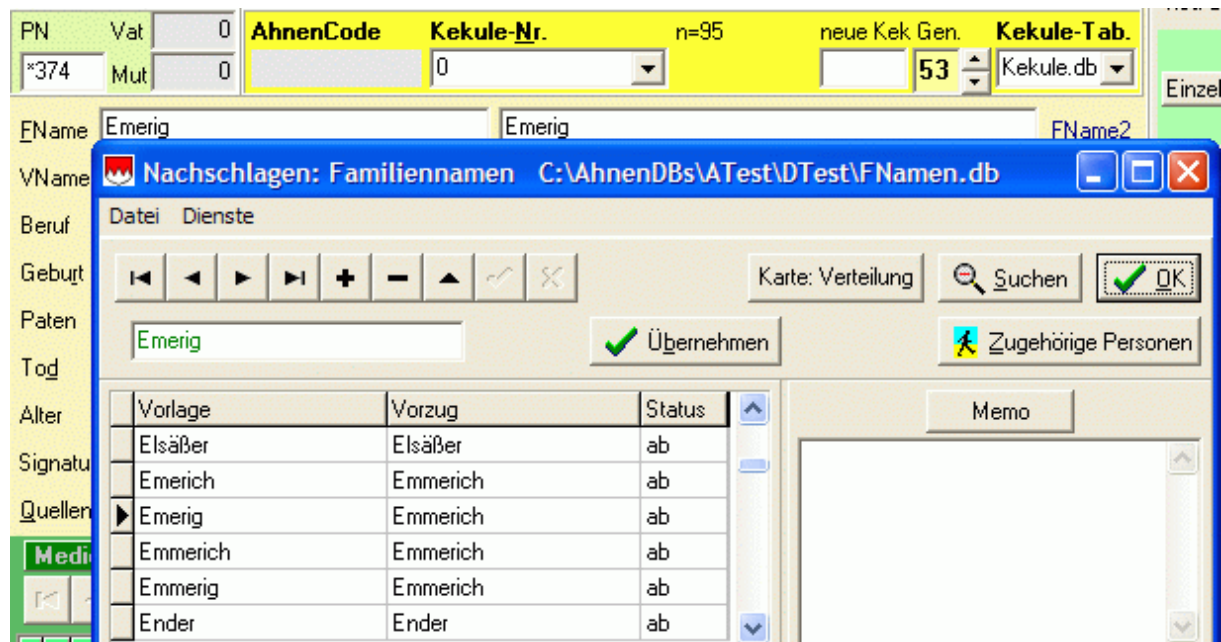 PN Vat 0 AhnenCode Kekule-Nr. n=95 neue Kek Gen. Kekule-Tab.
*374 Mut 0 0 53 Kekule.db
Einzel
FName Emerig Emerig FName2
VName Nachschlagen: Familiennamen C:\AhnenDBs\ATest\DTest\FNamen.db
Beruf Datei Dienste
Geburt Karte: Verteilung Suchen OK
Paten Emerig Übernehmen Zugehörige Personen
Tod
Alter Vorlage Vorzug Status Memo
Elsäßer Elsäßer ab
Signatu Emerich Emmerich ab
Quellen Emerig Emmerich ab
Medi Emmerich Emmerich ab
Emmerig Emmerich ab
Ender Ender ab